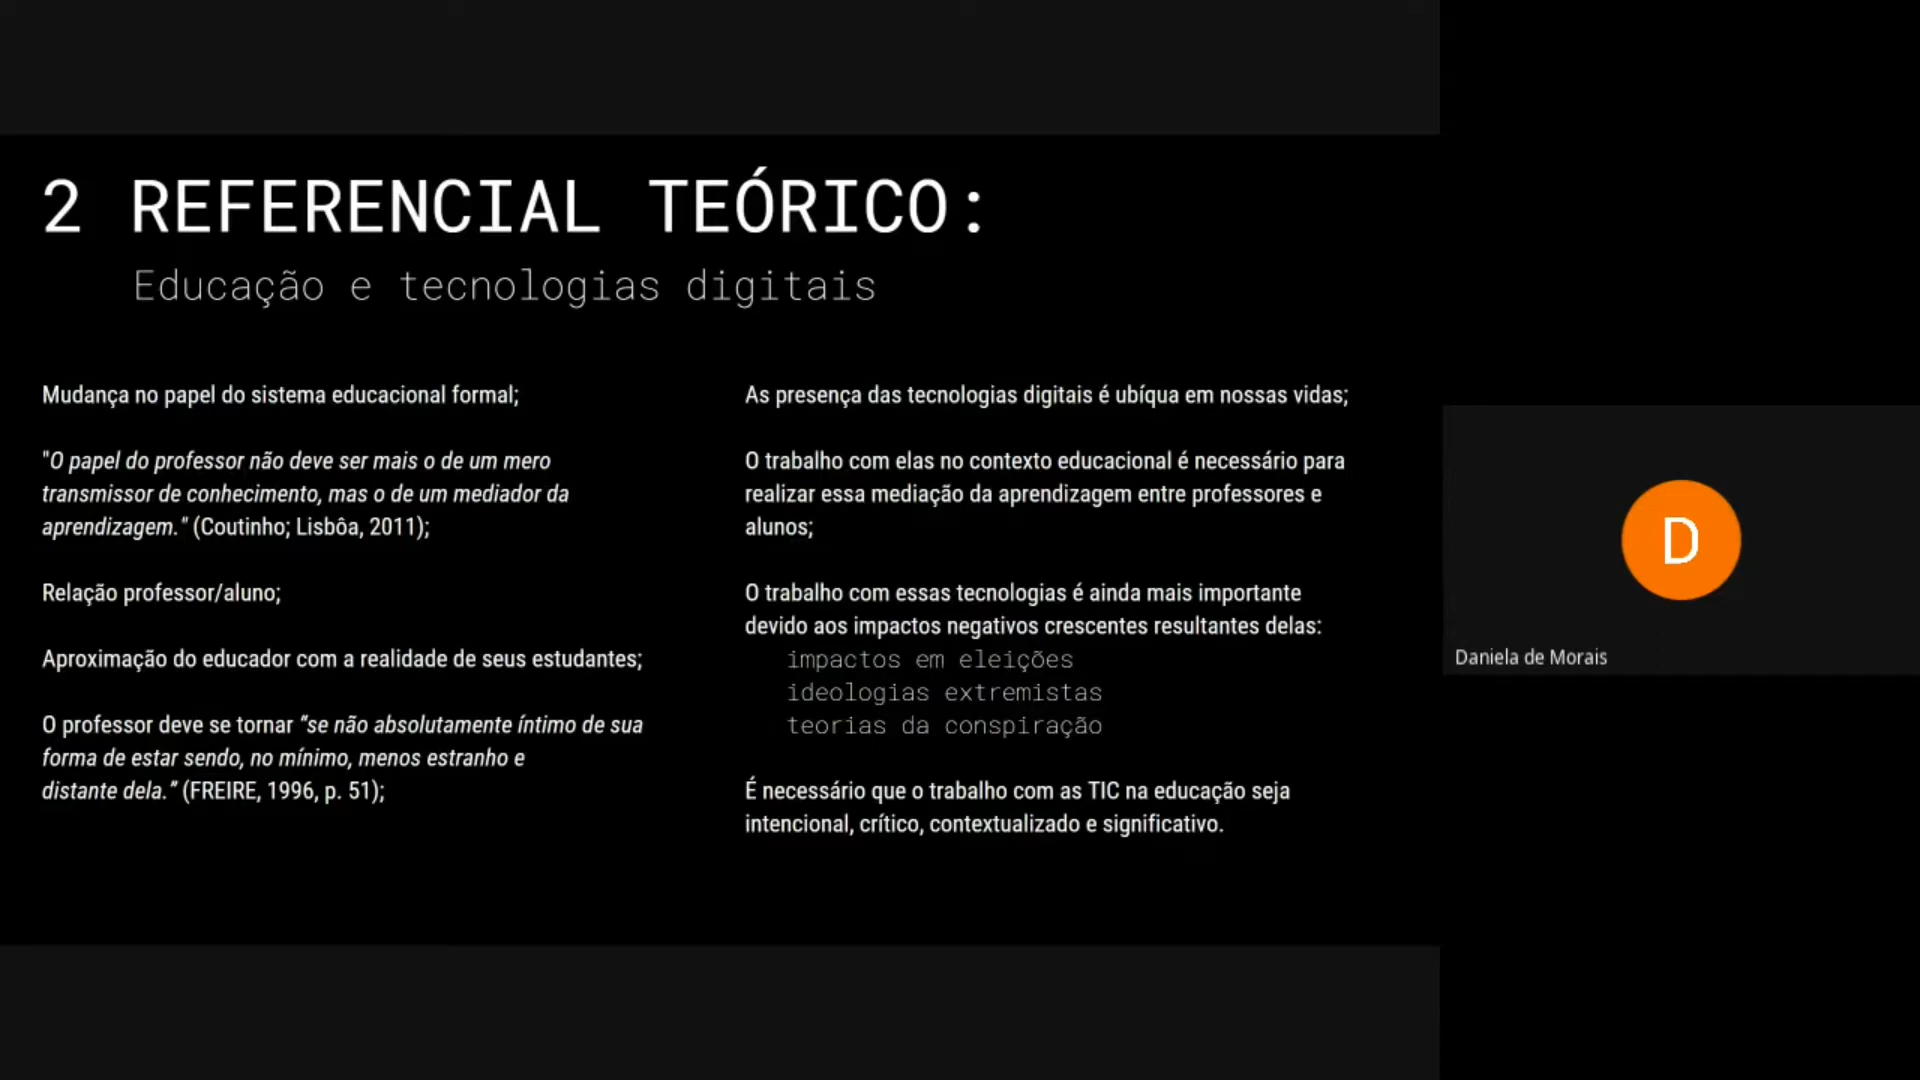 2 REFERENCIAL TEÓRICO:
Educação e tecnologias digitais
Mudança no papel do sistema educacional formal;
"O papel do professor não deve ser mais o de um mero
transmissor de conhecimento, mas o de um mediador da
aprendizagem." (Coutinho; Lisbôa, 2011);
Relação professor/aluno;
Aproximação do educador com a realidade de seus estudantes;
O professor deve se tornar “se não absolutamente íntimo de sua
forma de estar sendo, no mínimo, menos estranho e
distante dela.” (FREIRE, 1996, p. 51);
As presença das tecnologias digitais é ubíqua em nossas vidas;
O trabalho com elas no contexto educacional é necessário para
realizar essa mediação da aprendizagem entre professores e
alunos;
O trabalho com essas tecnologias é ainda mais importante
devido aos impactos negativos crescentes resultantes delas:
impactos em eleições
ideologias extremistas
teorias da conspiração
É necessário que o trabalho com as TIC na educação seja
intencional, crítico, contextualizado e significativo.
D
Daniela de Morais